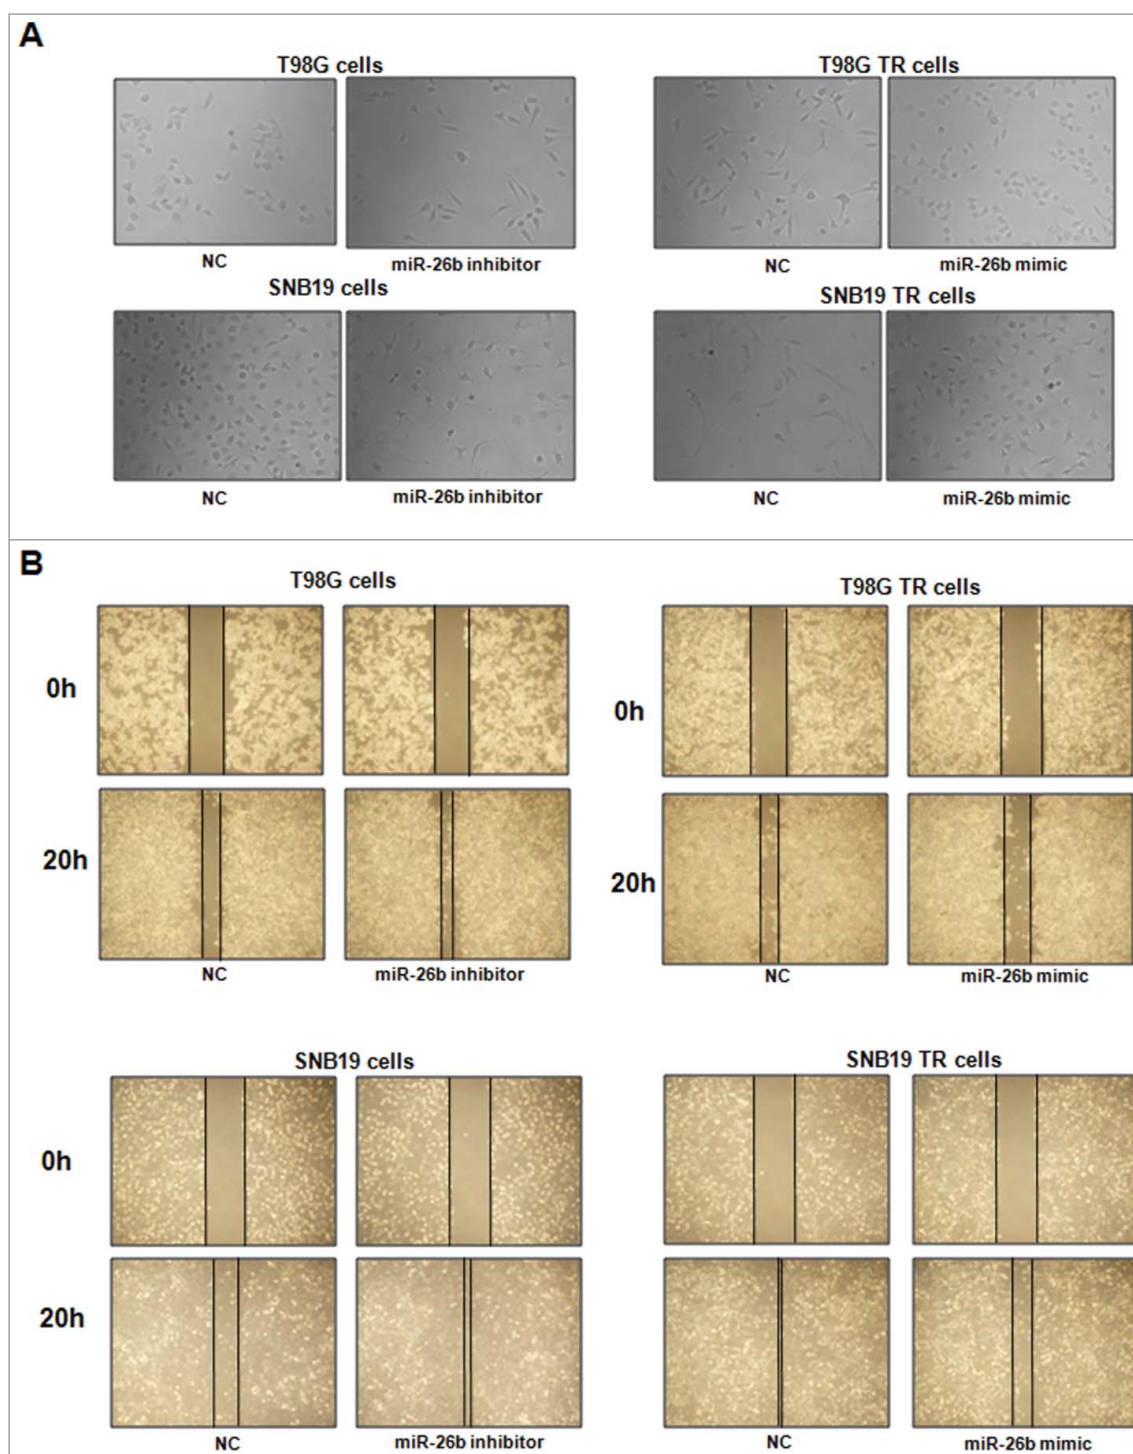 A
T98G cells
T98G TR cells
NC
miR-26b inhibitor
NC
miR-26b mimic
SNB19 cells
SNB19 TR cells
NC
miR-26b inhibitor
NC
miR-26b mimic
B
T98G cells
T98G TR cells
0h
0h
20h
20h
NC
miR-26b inhibitor
NC
miR-26b mimic
SNB19 cells
SNB19 TR cells
0h
20h
NC
miR-26b inhibitor
NC
miR-26b mimic